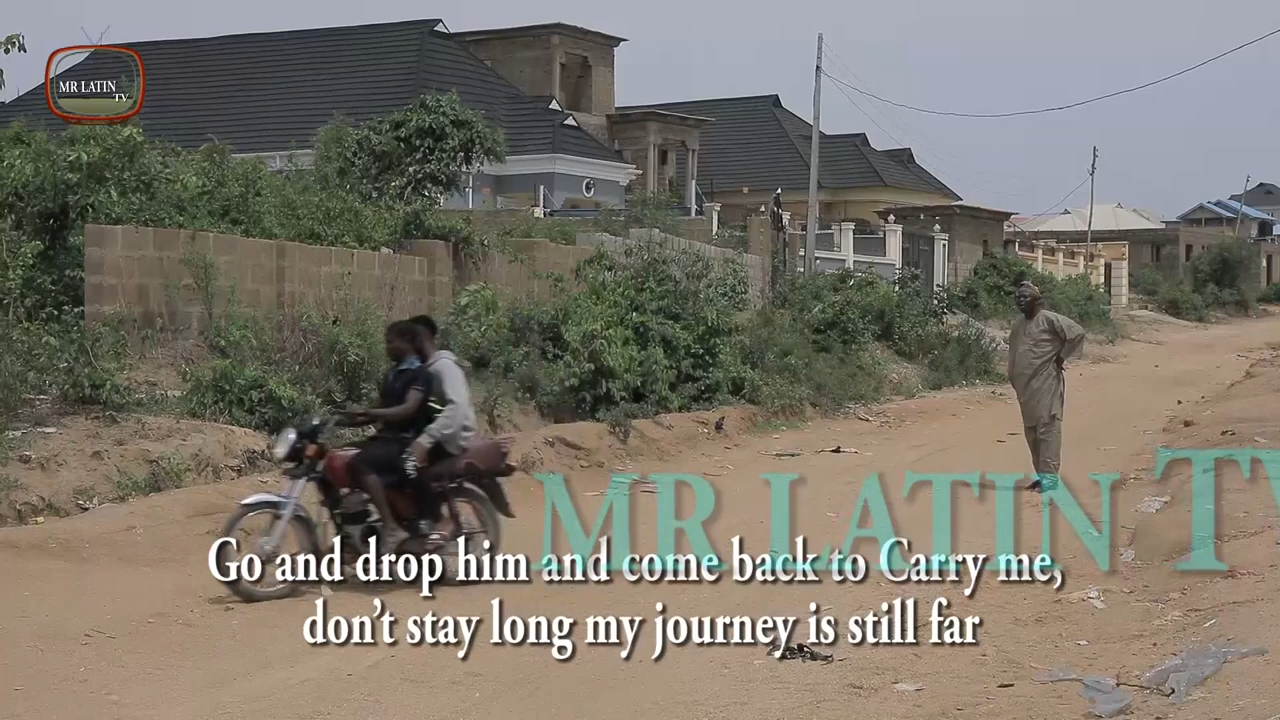 MR LATIN
TV
MR LATIN TV
Go and drop him and come back to Carry me,
don't stay long my journey is still far